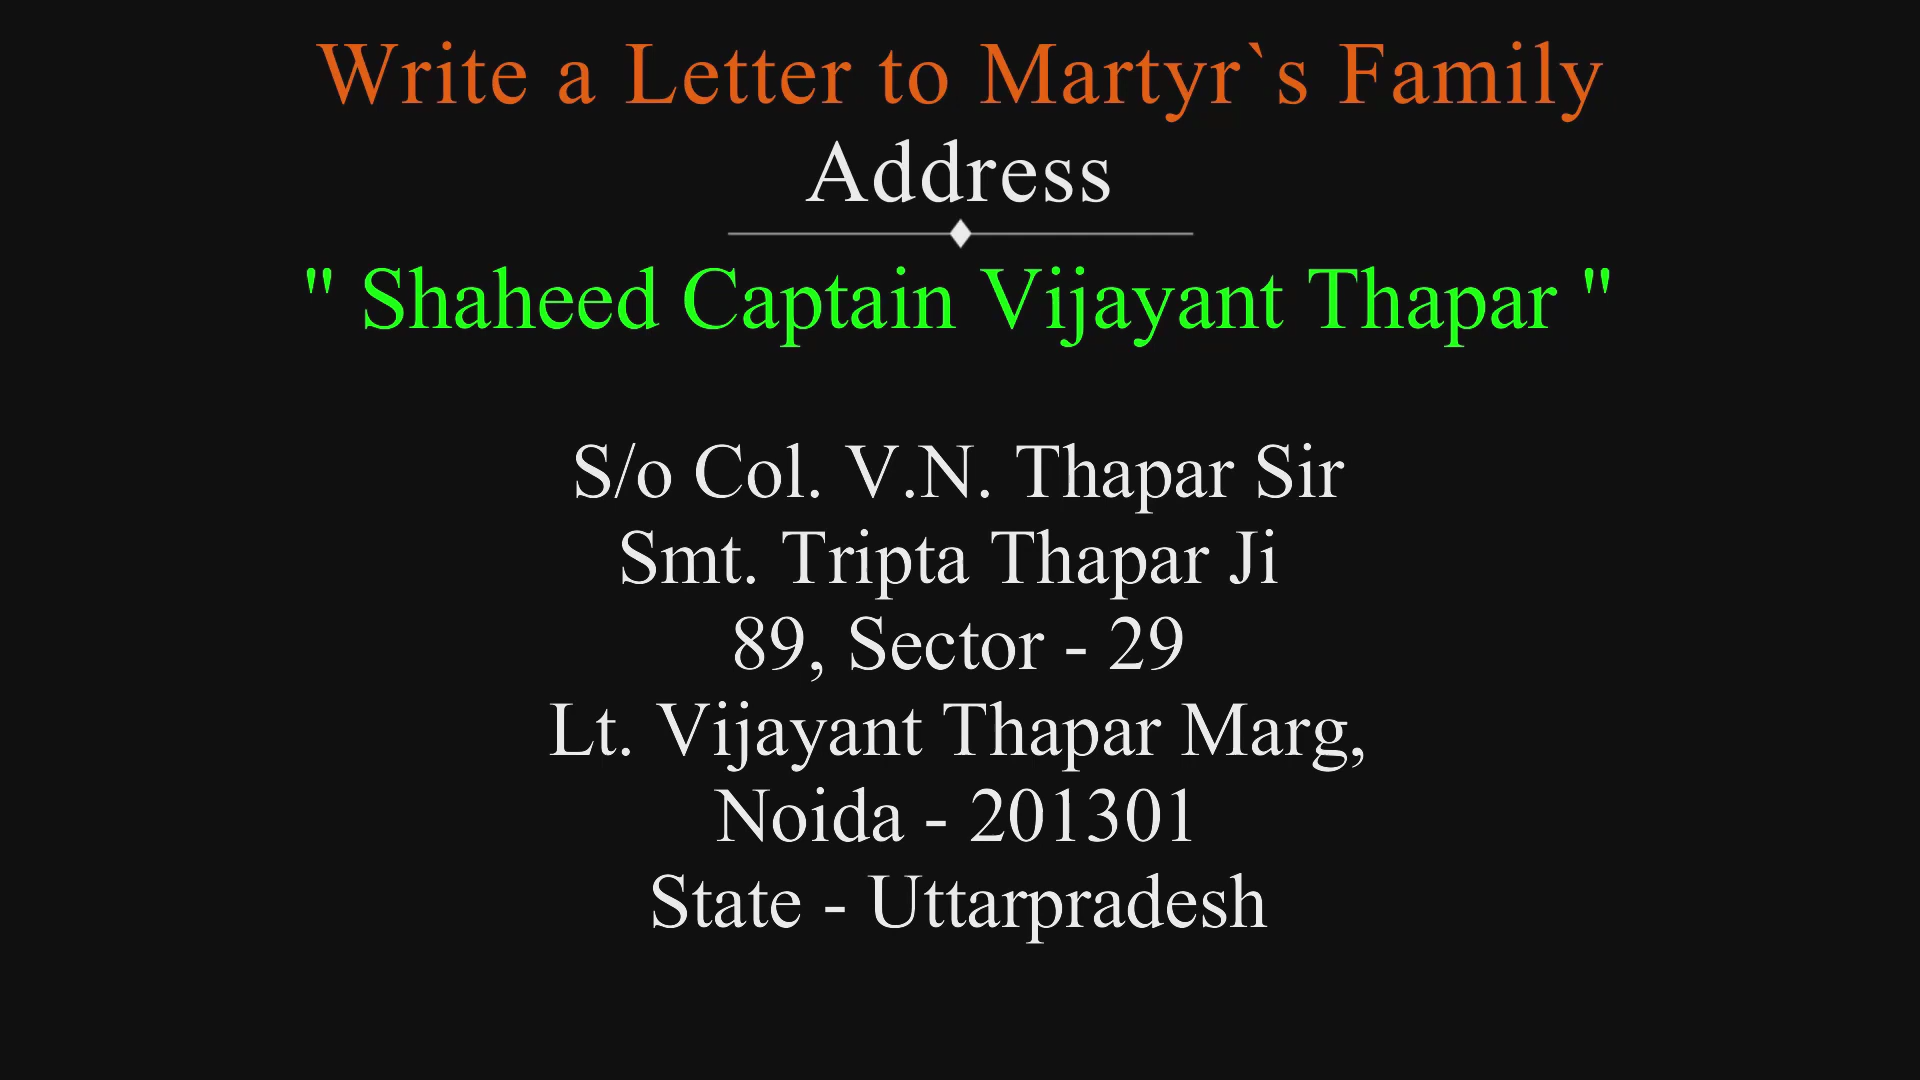 Write a Letter to Martyr`s Family
Address
" Shaheed Captain Vijayant Thapar "
S/o Col. V.N. Thapar Sir
Smt. Tripta Thapar Ji
89, Sector - 29
Lt. Vijayant Thapar Marg,
Noida - 201301
State - Uttarpradesh